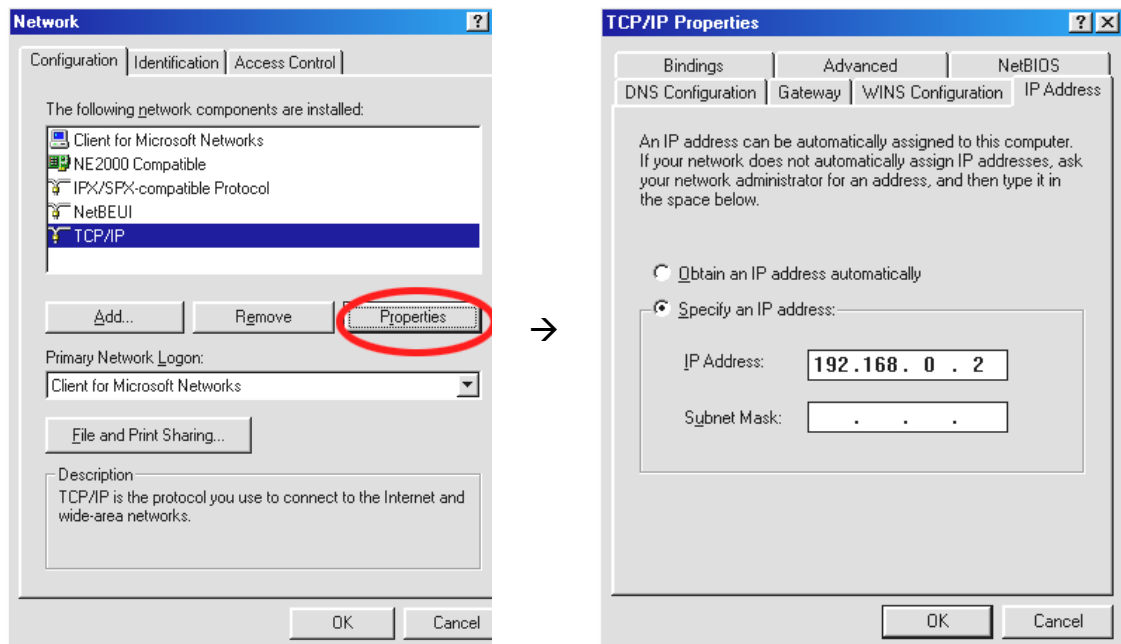 Network
?
Configuration Identification Access Control
The following network components are installed:
Client for Microsoft Networks
NE2000 Compatible
IPX/SPX-compatible Protocol
NetBEUI
TCP/IP
Add... Remove Properties
Primary Network Logon:
Client for Microsoft Networks
File and Print Sharing...
Description
TCP/IP is the protocol you use to connect to the Internet and
wide-area networks.
OK Cancel
→
TCP/IP Properties
? ×
Bindings Advanced NetBIOS
DNS Configuration Gateway WINS Configuration IP Address
An IP address can be automatically assigned to this computer.
If your network does not automatically assign IP addresses, ask
your network administrator for an address, and then type it in
the space below.
Obtain an IP address automatically
Specify an IP address:
IP Address: 192.168. 0 . 2
Subnet Mask: . . .
OK Cancel